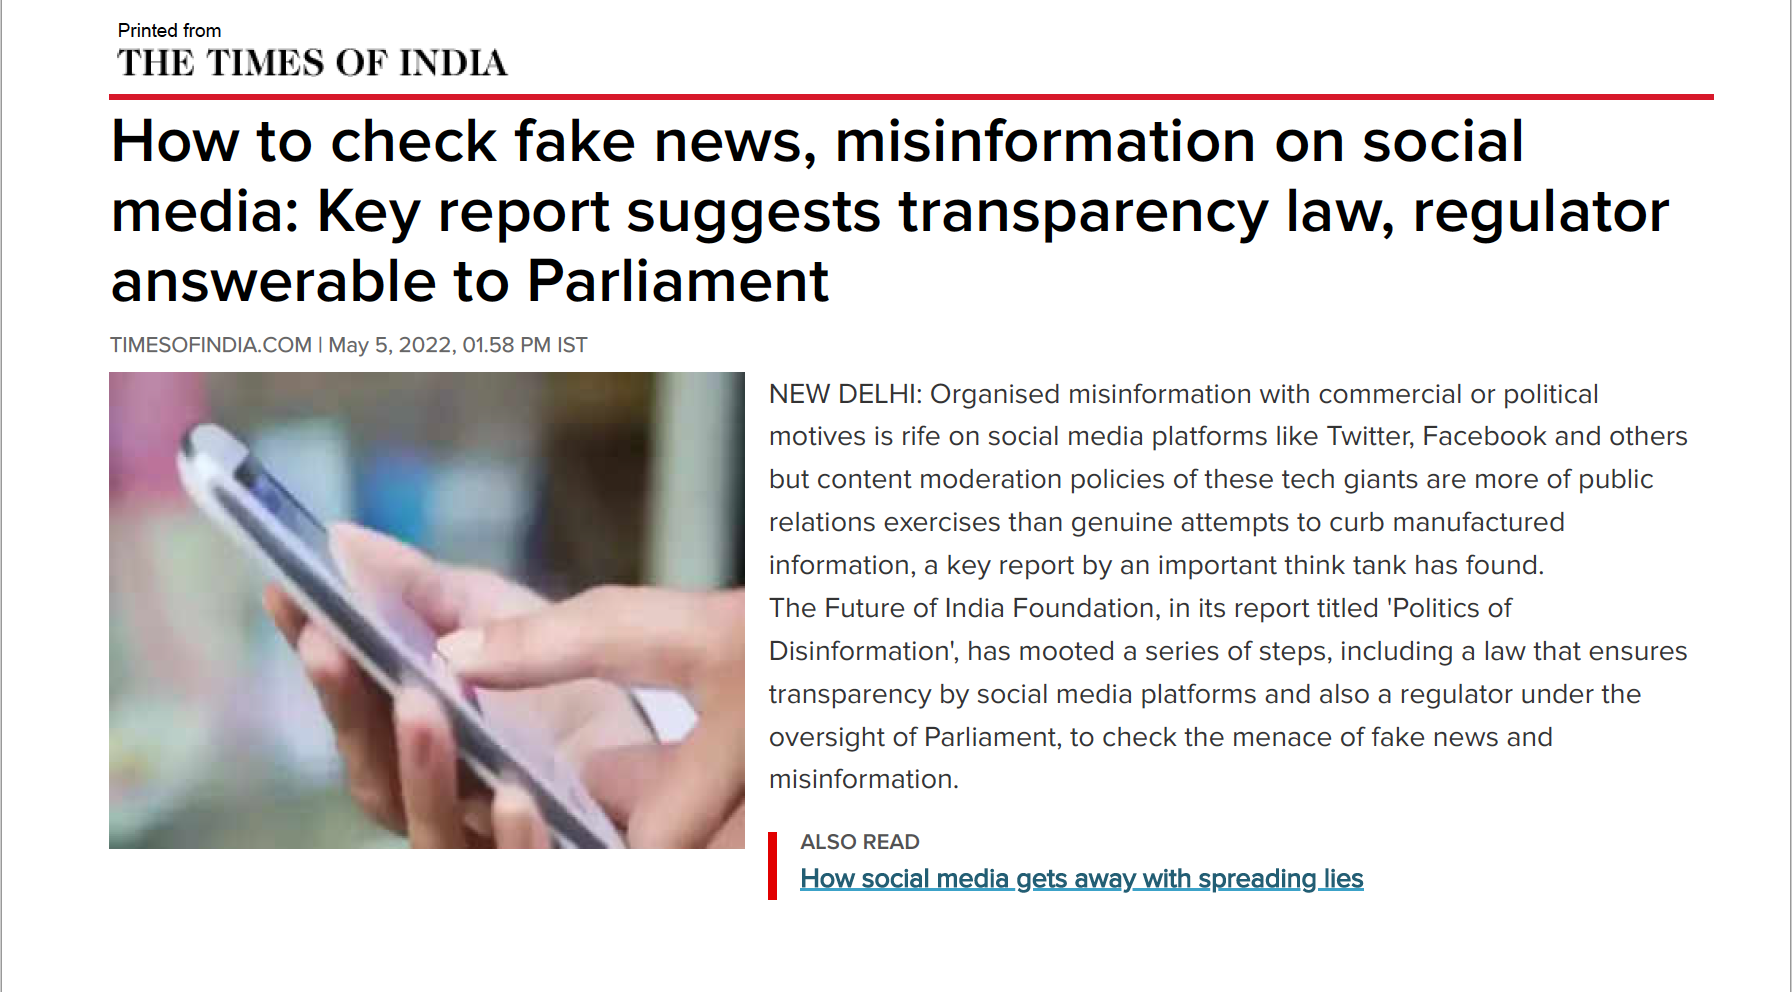 Printed from
THE TIMES OF INDIA
How to check fake news, misinformation on social
media: Key report suggests transparency law, regulator
answerable to Parliament
TIMESOFINDIA.COM | May 5, 2022, 01.58 PM IST
NEW DELHI: Organised misinformation with commercial or political
motives is rife on social media platforms like Twitter, Facebook and others
but content moderation policies of these tech giants are more of public
relations exercises than genuine attempts to curb manufactured
information, a key report by an important think tank has found.
The Future of India Foundation, in its report titled 'Politics of
Disinformation', has mooted a series of steps, including a law that ensures
transparency by social media platforms and also a regulator under the
oversight of Parliament, to check the menace of fake news and
misinformation.
ALSO READ
How social media gets away with spreading lies